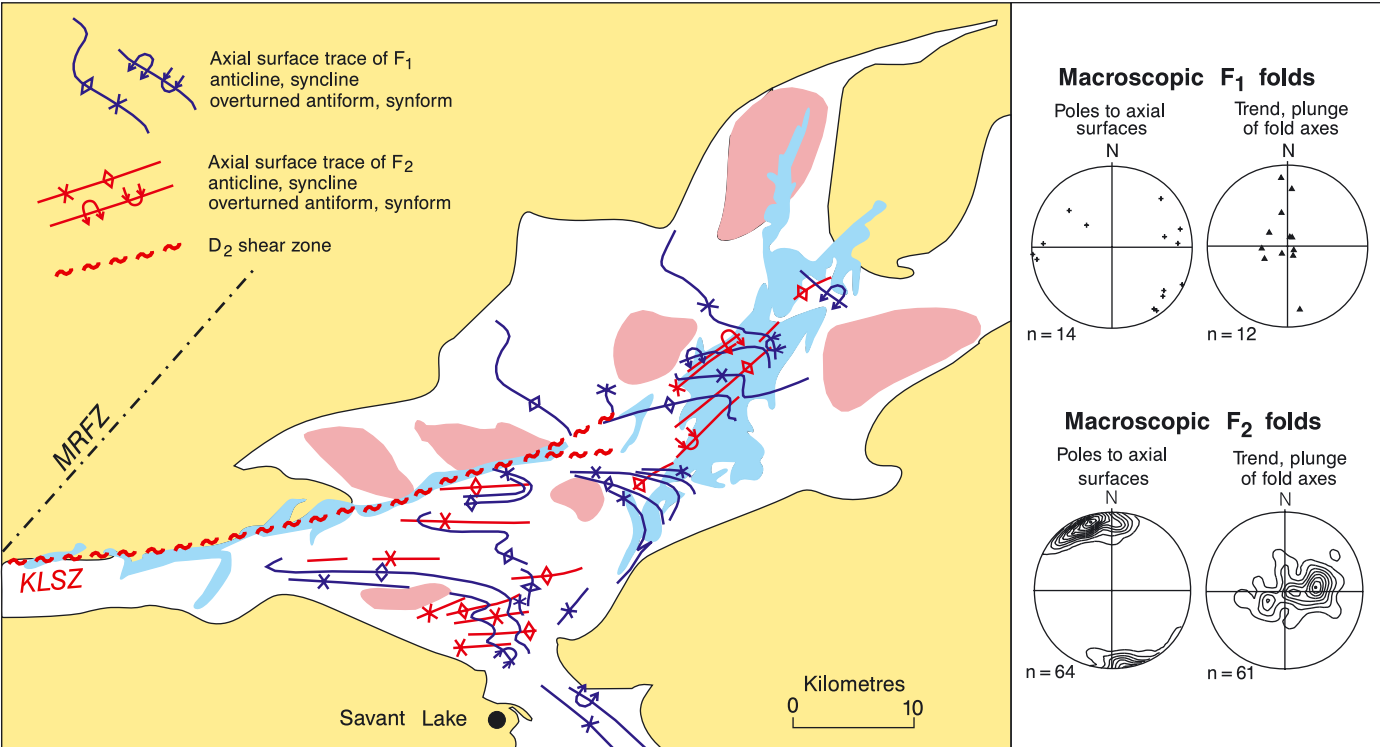 Axial surface trace of F1
anticline, syncline
overturned antiform, synform
Axial surface trace of F2
anticline, syncline
overturned antiform, synform
D2 shear zone
MRFZ
KLSZ
Savant Lake
Kilometres
0 10
Macroscopic F1 folds
Poles to axial
surfaces
Trend, plunge
of fold axes
N
N
n = 14
n = 12
Macroscopic F2 folds
Poles to axial
surfaces
Trend, plunge
of fold axes
N
N
n = 64
n = 61